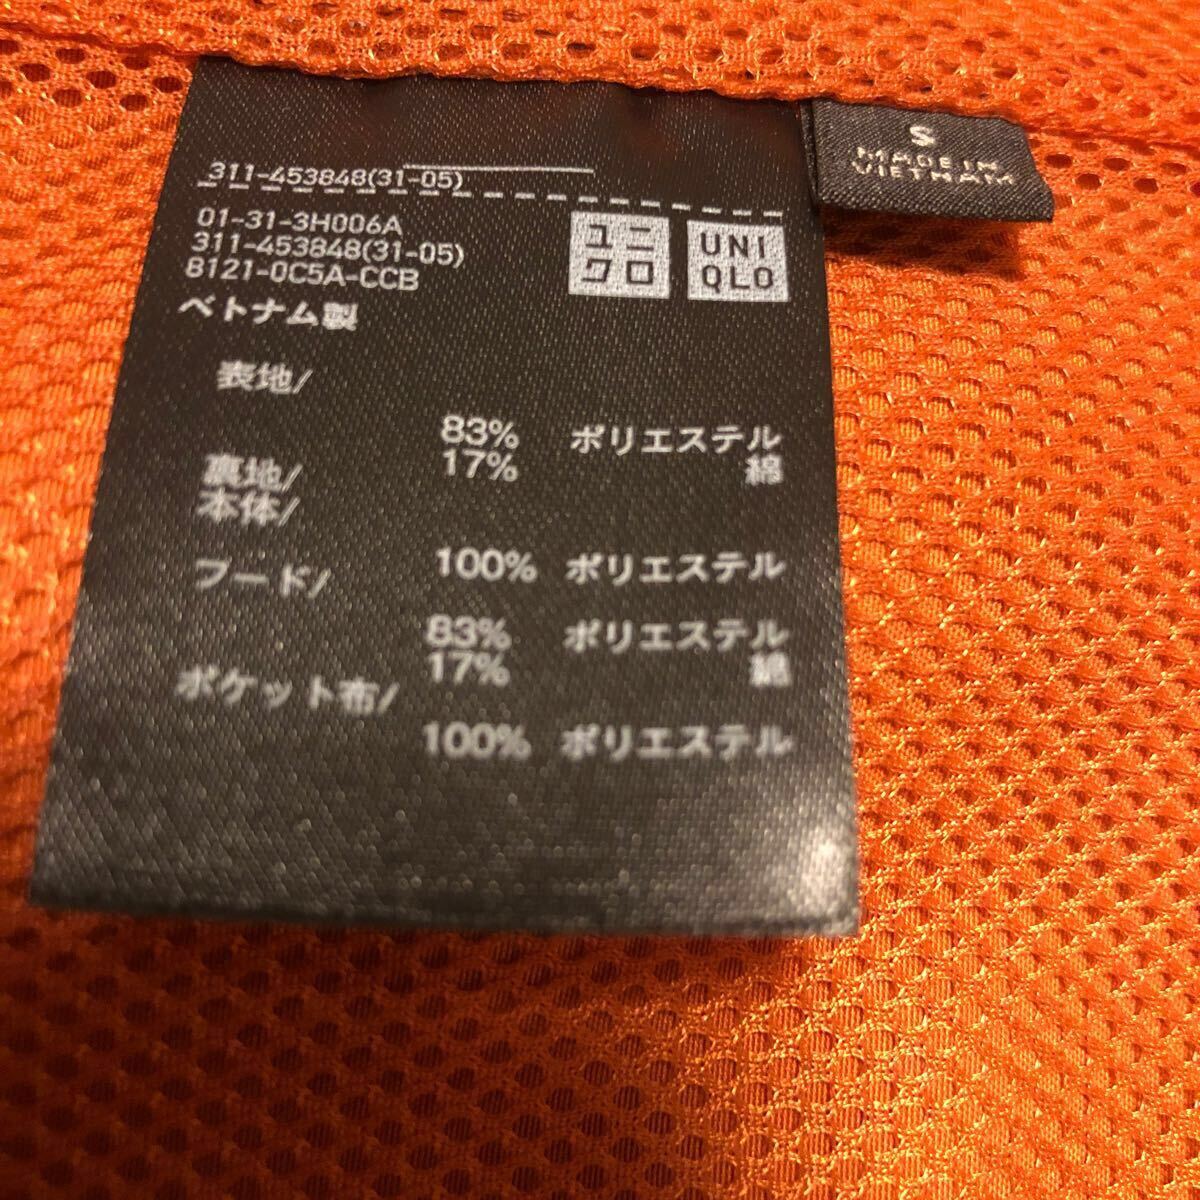 311-453848(31-05)
01-31-3H006A
311-453848(31-05)
8121-0C5A-CCB
ベトナム製
ユニ
クロ
UNI
QLO
表地/
83% ポリエステル
17% 綿
裏地/
本体/
100% ポリエステル
フード/
83% ポリエステル
17% 綿
ポケット布/
100% ポリエステル
S
MADE IN
VIETNAM